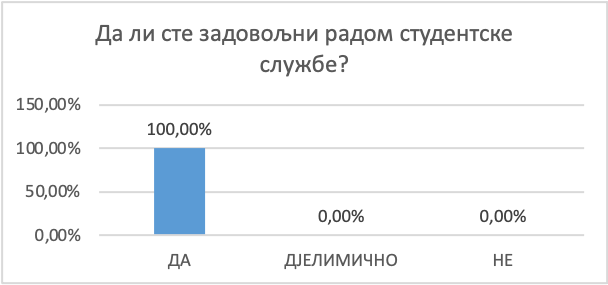 Да ли сте задовољни радом студентске
службе?
150,00%
100,00%
50,00%
0,00%
100,00%
0,00%
0,00%
ДА
ДЈЕЛИМИЧНО
НЕ